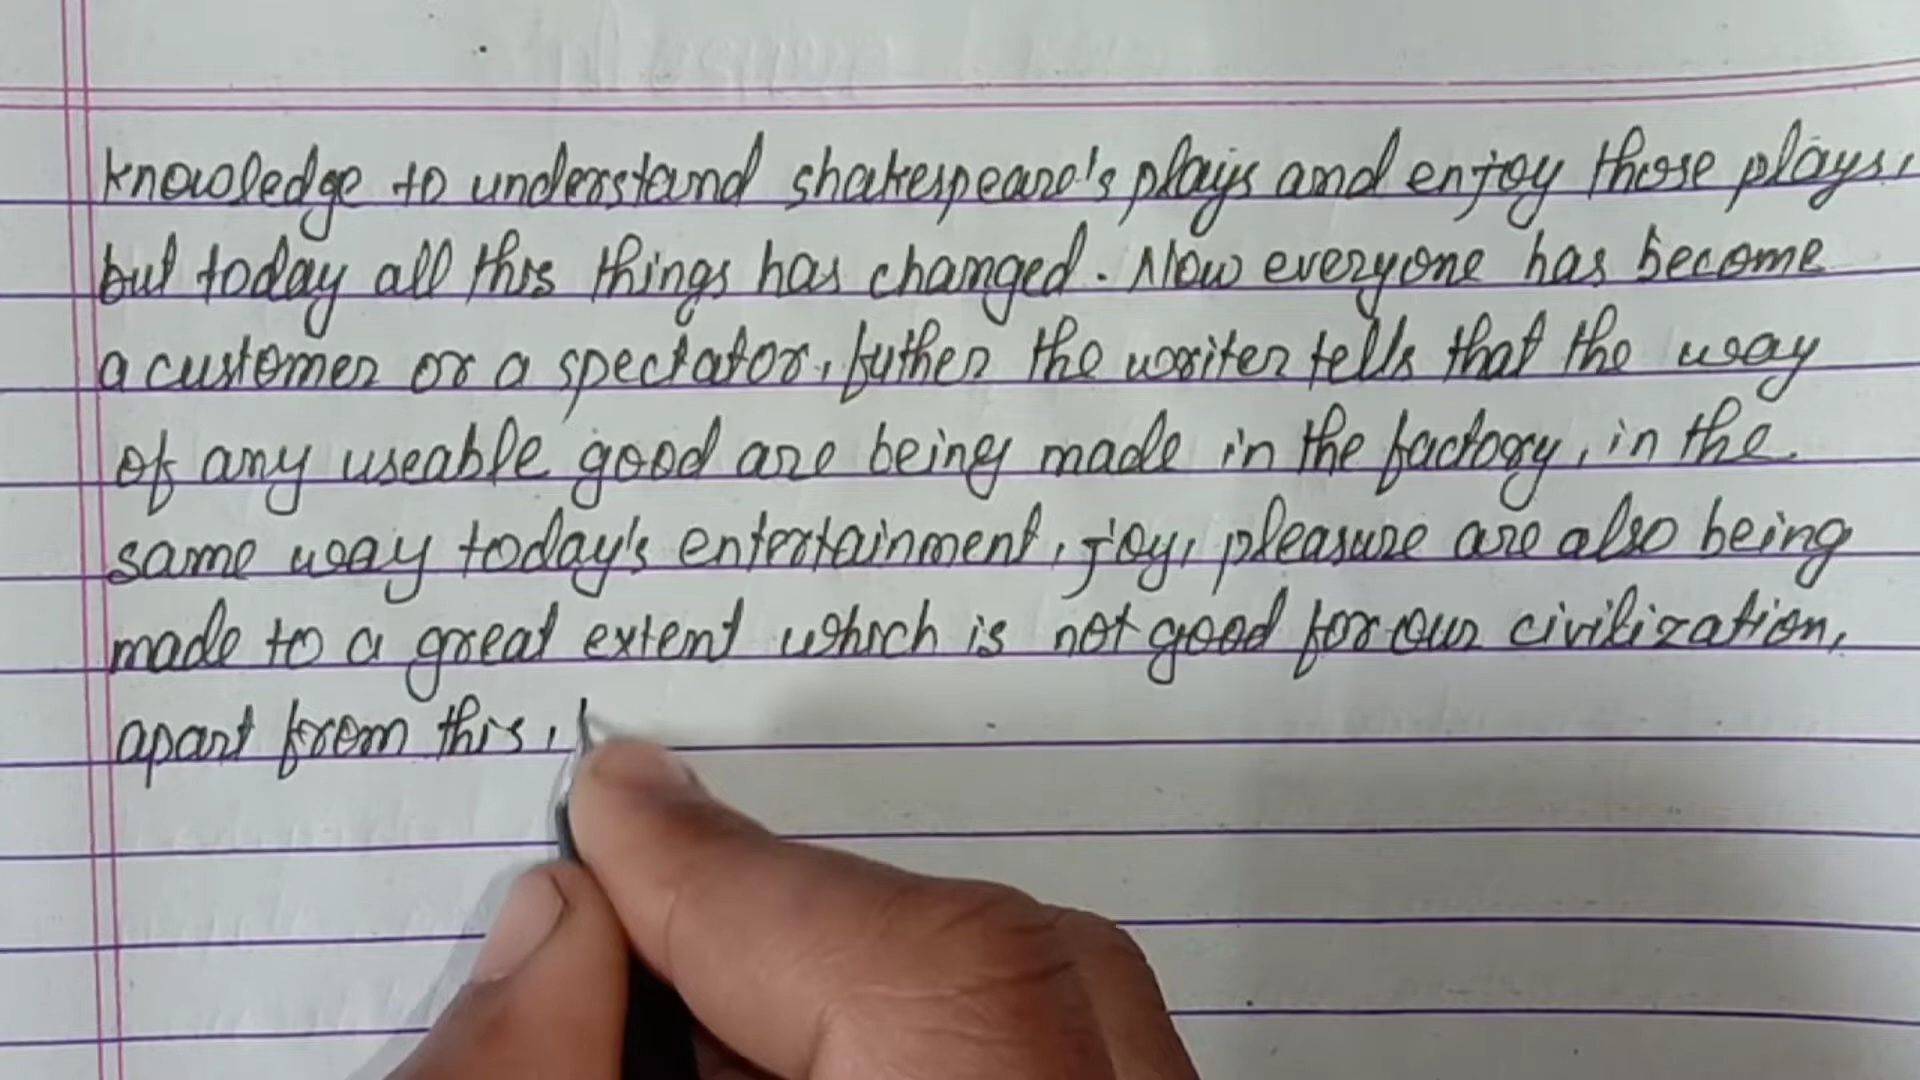 knowledge to understand shakespeare's plays and enjoy those plays,
but today all this things has changed. Now everyone has become
a customer or a spectator, futher the writer tells that the way
of any useable good are being made in the factory, in the
same way today's entertainment, joy, pleasure are also being
made to a great extent which is not good for our civilization,
apart from this,